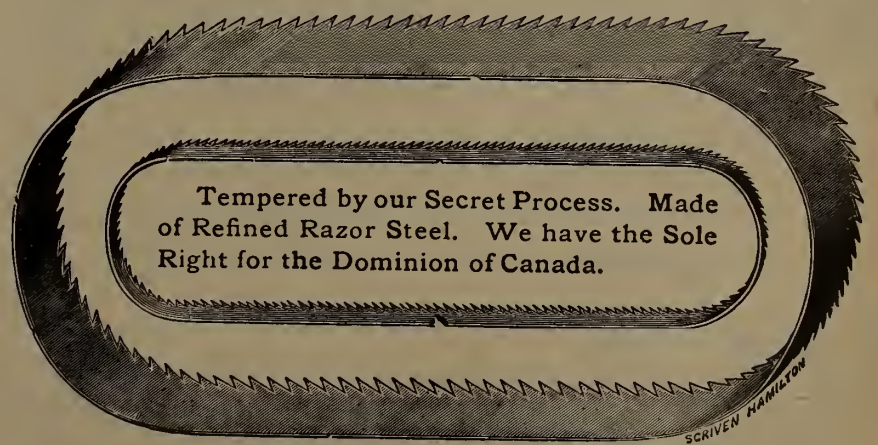 Tempered by our Secret Process. Made
of Refined Razor Steel. We have the Sole
Right for the Dominion of Canada.
SCRIVEN HAMILTON